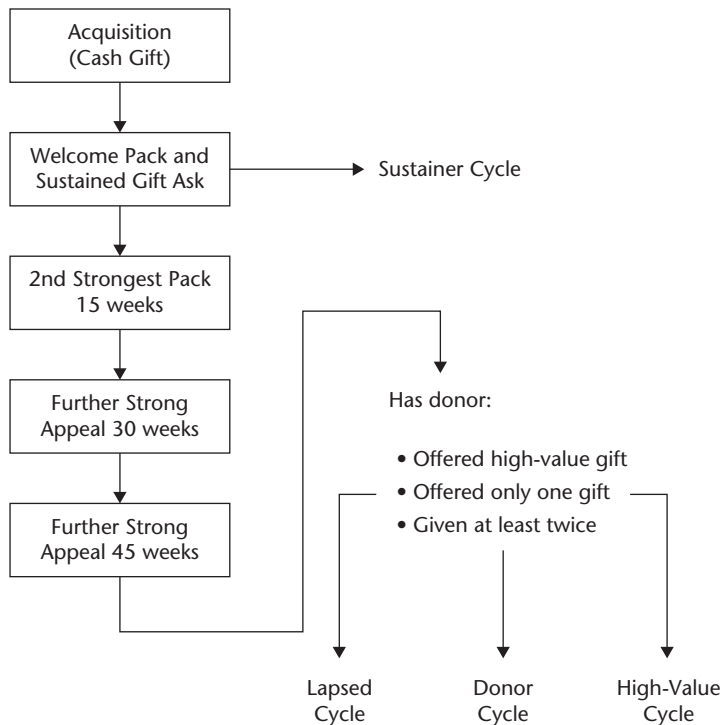 Acquisition
(Cash Gift)
Welcome Pack and
Sustained Gift Ask
Sustainer Cycle
2nd Strongest Pack
15 weeks
Further Strong
Appeal 30 weeks
Further Strong
Appeal 45 weeks
Has donor:
• Offered high-value gift
• Offered only one gift
• Given at least twice
Lapsed
Cycle
Donor
Cycle
High-Value
Cycle